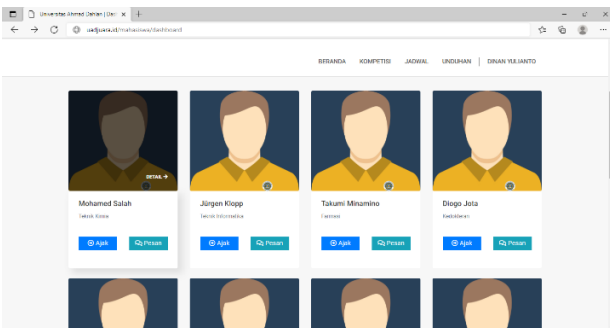 Universitas Ahmad Dahlan | Das
uadjuara.id/mahasiswa/dashboard
BERANDA KOMPETISI JADWAL UNDUHAN | DINAN YULIANTO
DETAIL →
Mohamed Salah Jürgen Klopp Takumi Minamino Diogo Jota
Teknik Kimia Teknik Informatika Farmasi Kedokteran
Ajak Pesan Ajak Pesan Ajak Pesan Ajak Pesan